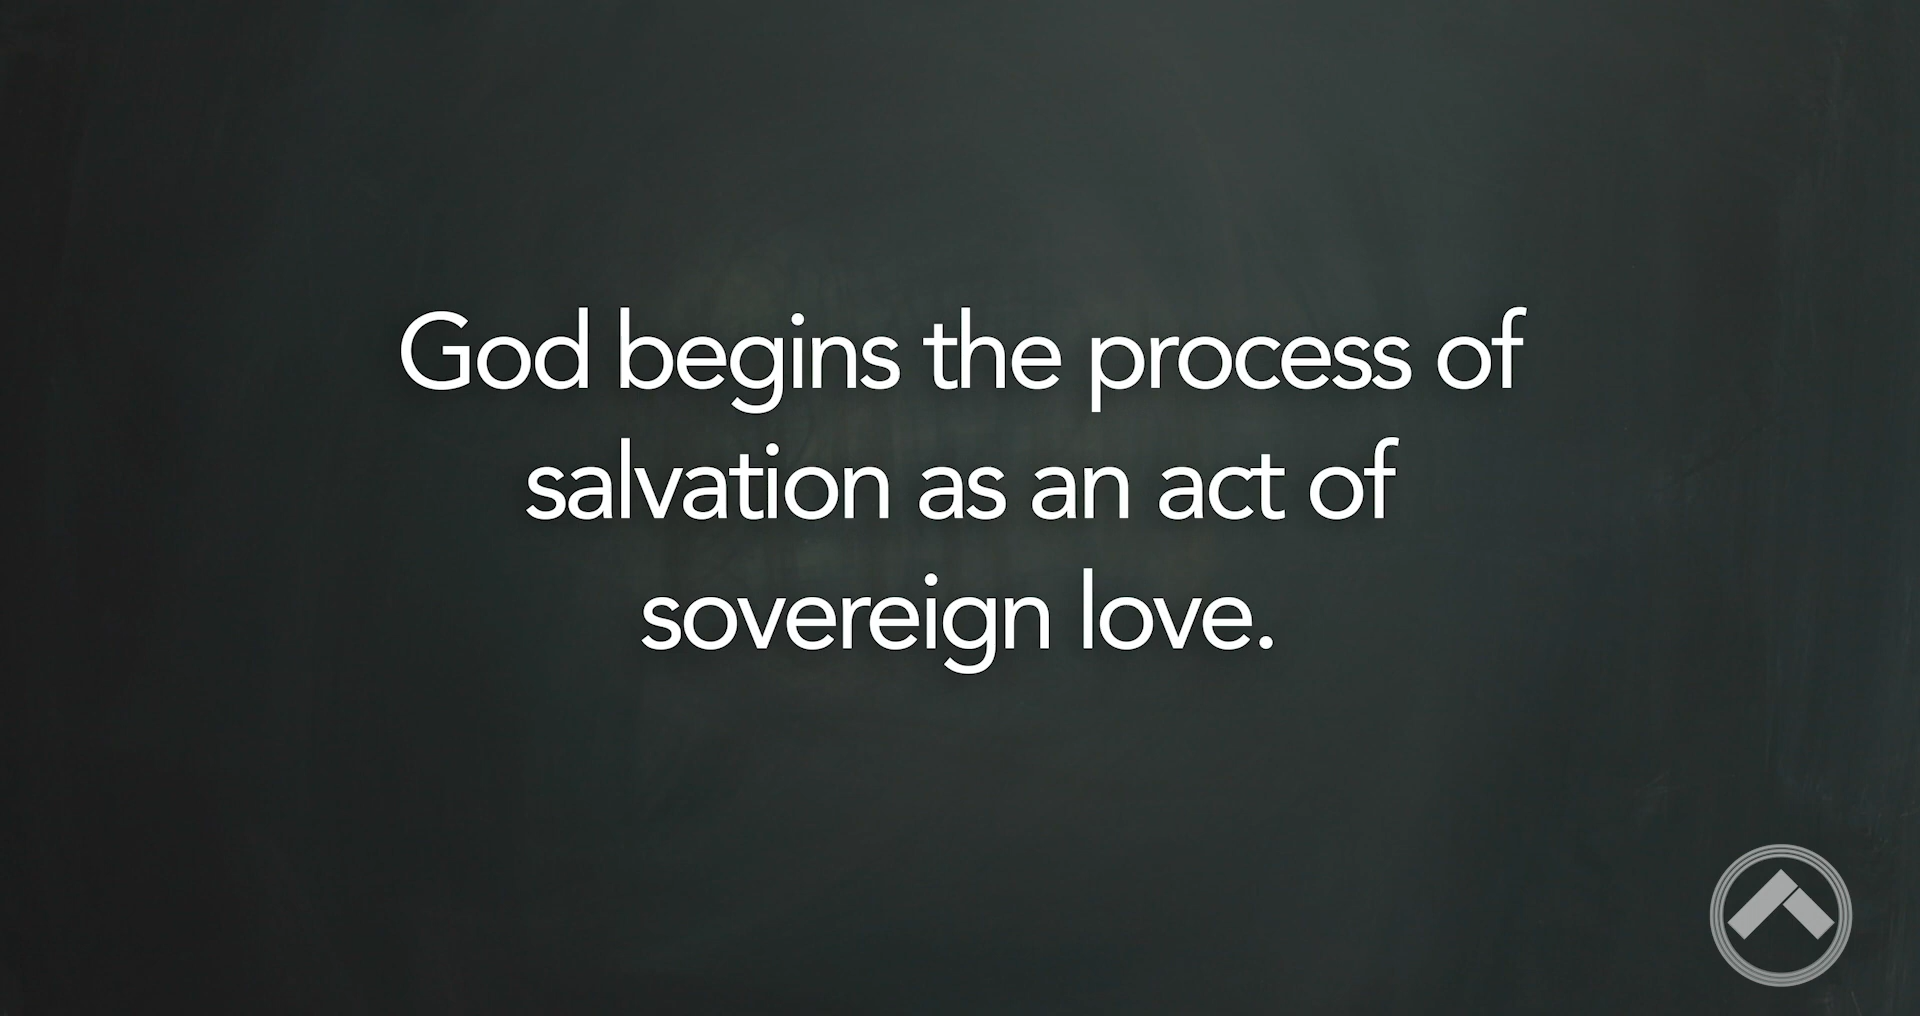 God begins the process of
salvation as an act of
sovereign love.